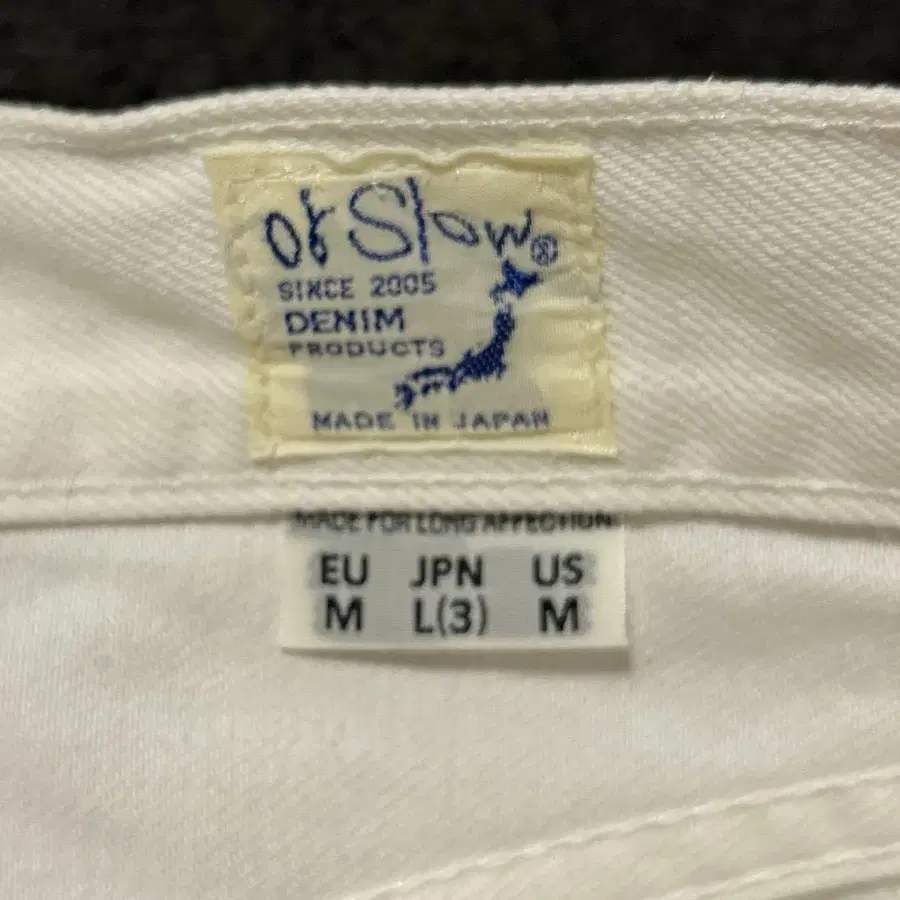 orSlow®
SINCE 2005
DENIM
PRODUCTS
MADE IN JAPAN
MADE FOR LONG AFFECTION
EU JPN US
M L(3) M